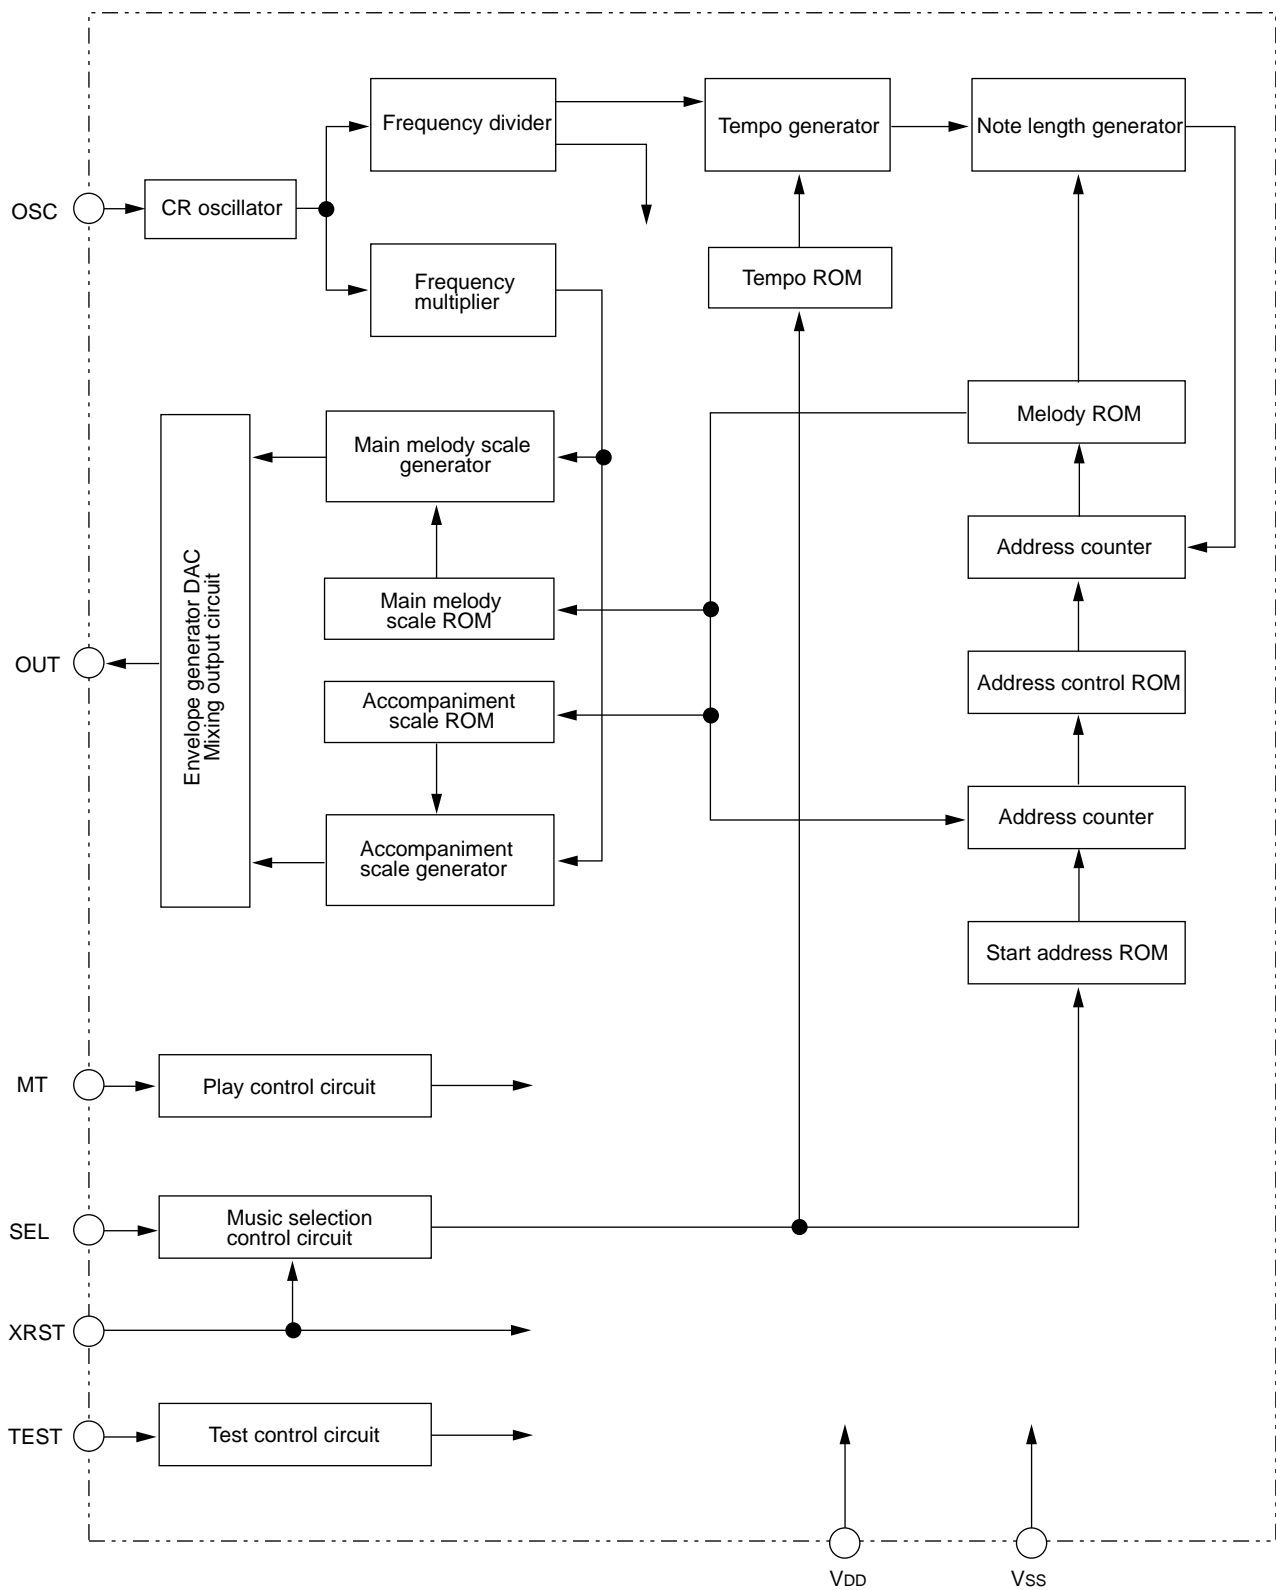 Frequency divider
Tempo generator
Note length generator
OSC
CR oscillator
Frequency
multiplier
Tempo ROM
Main melody scale
generator
Melody ROM
Address counter
Main melody
scale ROM
OUT
Envelope generator DAC
Mixing output circuit
Accompaniment
scale ROM
Address control ROM
Accompaniment
scale generator
Address counter
Start address ROM
MT
Play control circuit
SEL
Music selection
control circuit
XRST
TEST
Test control circuit
VDD
VSS